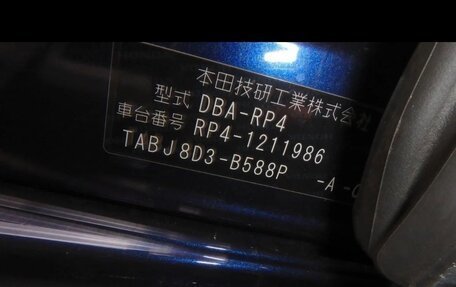 本田技研工業株式会
型式 DBA-RP4
車台番号 RP4-1211986
TABJ8D3-B588P -A -